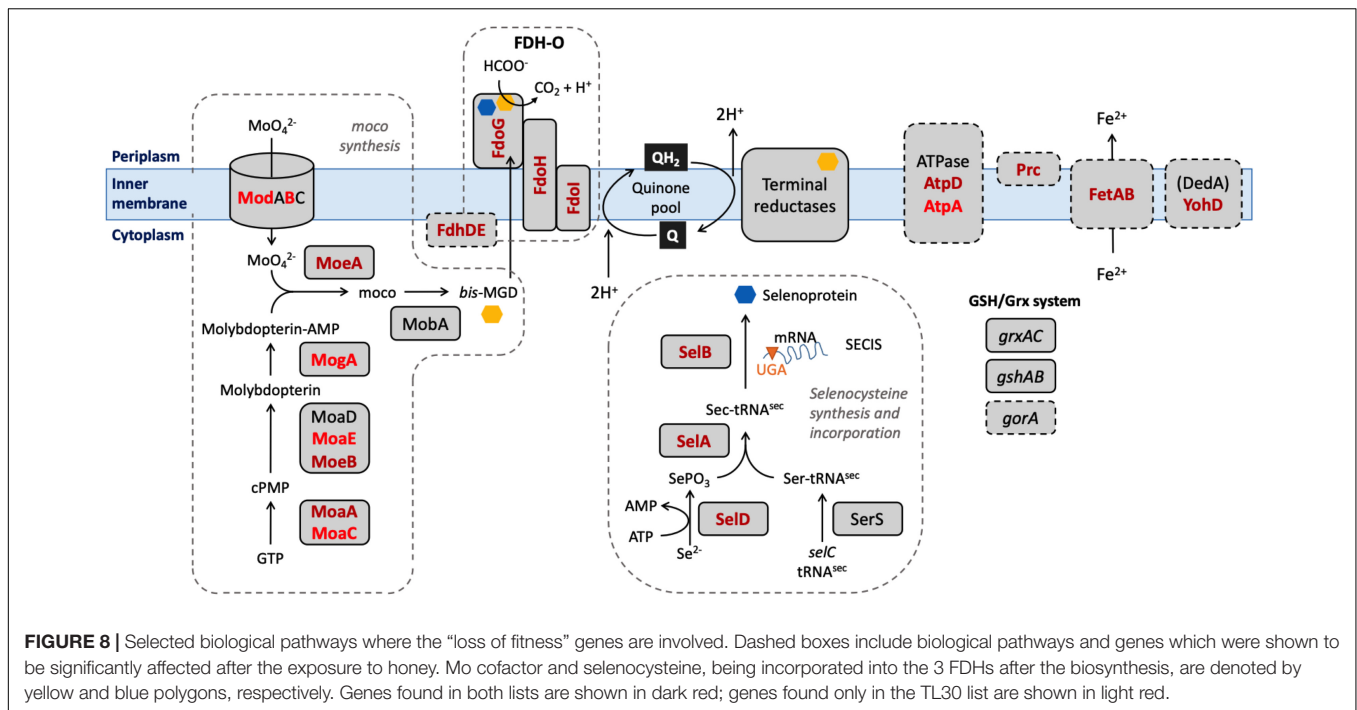 FDH-O
HCOO⁻
CO₂ + H⁺
MoO₄²⁻
moco
synthesis
FdoG
FdoH
FdoI
2H⁺
Fe²⁺
Periplasm
Inner
membrane
Cytoplasm
ModABC
QH₂
Quinone
pool
Q
Terminal
reductases
ATPase
AtpD
AtpA
Prc
FetAB
(DedA)
YohD
FdhDE
MoO₄²⁻
MoeA
moco
bis-MGD
MobA
2H⁺
Fe²⁺
Molybdopterin-AMP
MogA
Molybdopterin
MoaD
MoaE
MoeB
cPMP
MoaA
MoaC
GTP
Selenoprotein
SelB
mRNA
SECIS
UGA
Selenocysteine
synthesis and
incorporation
Sec-tRNAˢᵉᶜ
SelA
SePO₃
Ser-tRNAˢᵉᶜ
AMP
ATP
SelD
SerS
Se²⁻
selC
tRNAˢᵉᶜ
GSH/Grx system
grxAC
gshAB
gorA
FIGURE 8 | Selected biological pathways where the “loss of fitness” genes are involved. Dashed boxes include biological pathways and genes which were shown to
be significantly affected after the exposure to honey. Mo cofactor and selenocysteine, being incorporated into the 3 FDHs after the biosynthesis, are denoted by
yellow and blue polygons, respectively. Genes found in both lists are shown in dark red; genes found only in the TL30 list are shown in light red.